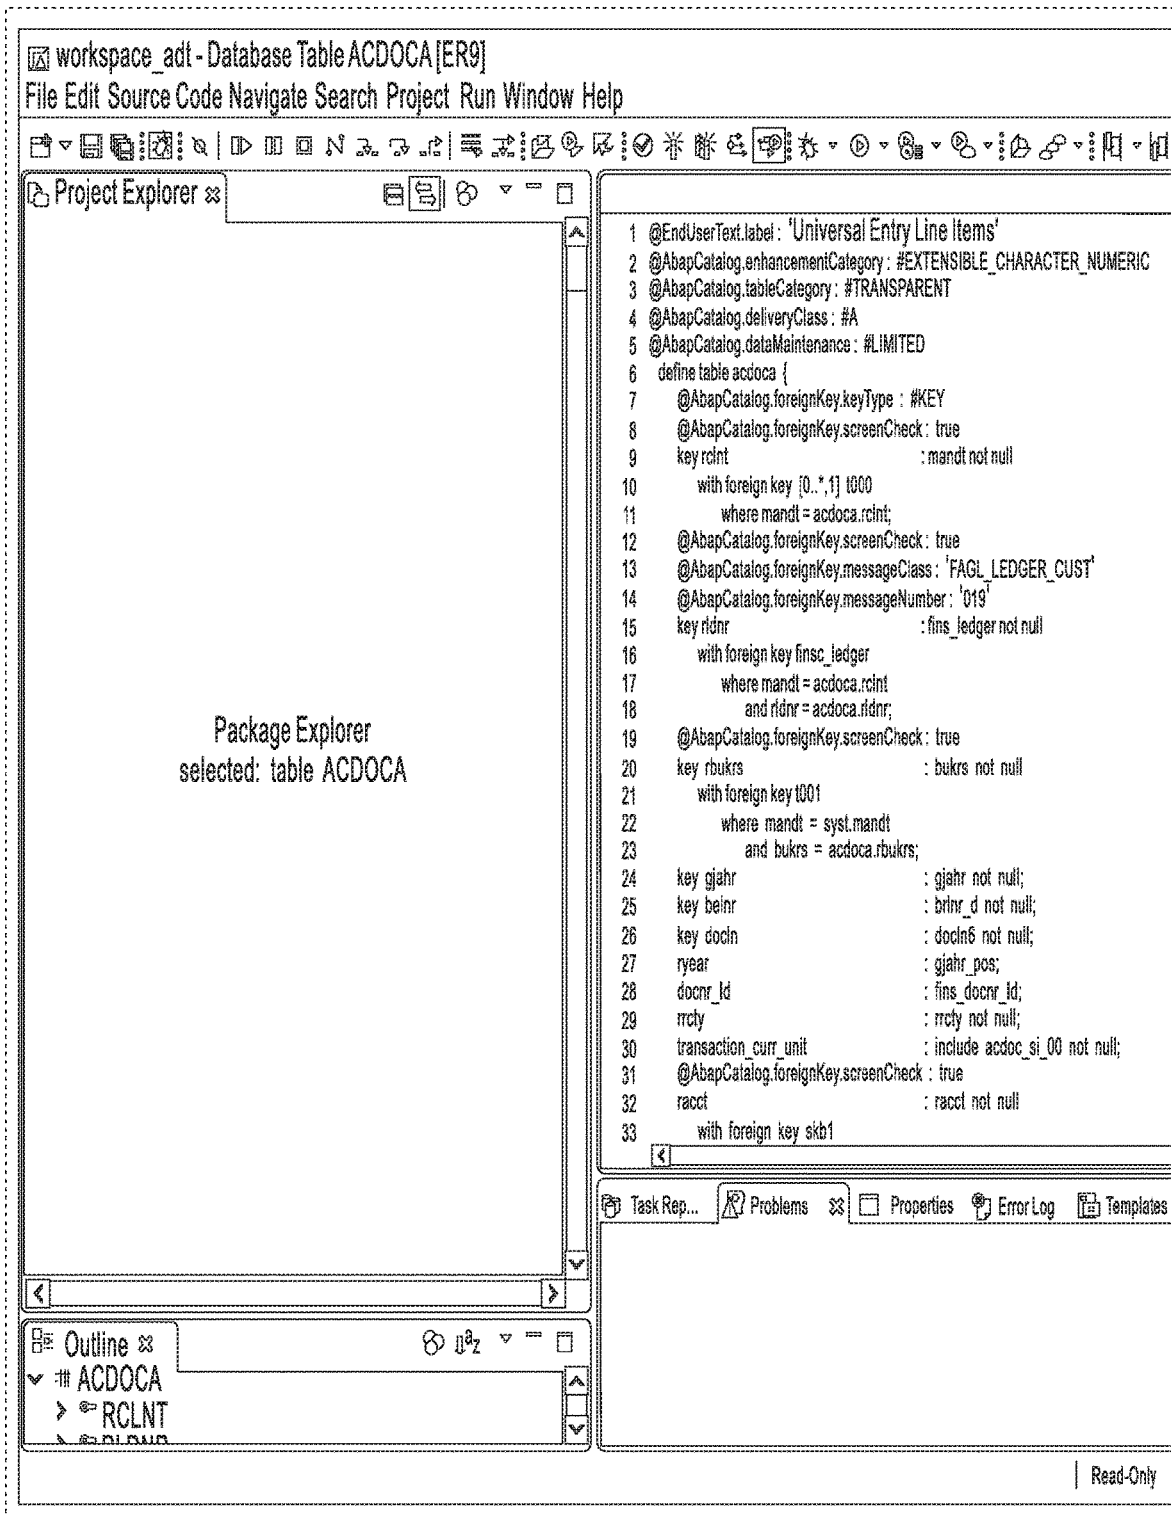 workspace_adt - Database Table ACDOCA [ER9]
File Edit Source Code Navigate Search Project Run Window Help
Project Explorer
Package Explorer
selected: table ACDOCA
1 @EndUserText.label : 'Universal Entry Line Items'
2 @AbapCatalog.enhancementCategory : #EXTENSIBLE_CHARACTER_NUMERIC
3 @AbapCatalog.tableCategory : #TRANSPARENT
4 @AbapCatalog.deliveryClass : #A
5 @AbapCatalog.dataMaintenance : #LIMITED
6 define table acdoca {
7 @AbapCatalog.foreignKey.keyType : #KEY
8 @AbapCatalog.foreignKey.screenCheck : true
9 key rclnt : mandt not null
10 with foreign key [0..*,1] t000
11 where mandt = acdoca.rclnt;
12 @AbapCatalog.foreignKey.screenCheck : true
13 @AbapCatalog.foreignKey.messageClass : 'FAGL_LEDGER_CUST'
14 @AbapCatalog.foreignKey.messageNumber : '019'
15 key rldnr : fins_ledger not null
16 with foreign key finsc_ledger
17 where mandt = acdoca.rclnt
18 and rldnr = acdoca.rldnr;
19 @AbapCatalog.foreignKey.screenCheck : true
20 key rbukrs : bukrs not null
21 with foreign key t001
22 where mandt = syst.mandt
23 and bukrs = acdoca.rbukrs;
24 key gjahr : gjahr not null;
25 key belnr : brlnr_d not null;
26 key docln : docln6 not null;
27 ryear : gjahr_pos;
28 docnr_ld : fins_docnr_ld;
29 rrcty : rrcty not null;
30 transaction_curr_unit : include acdoc_si_00 not null;
31 @AbapCatalog.foreignKey.screenCheck : true
32 racct : racct not null
33 with foreign key skb1
Task Rep... Problems Properties Error Log Templates
Outline
ACDOCA
RCLNT
Read-Only